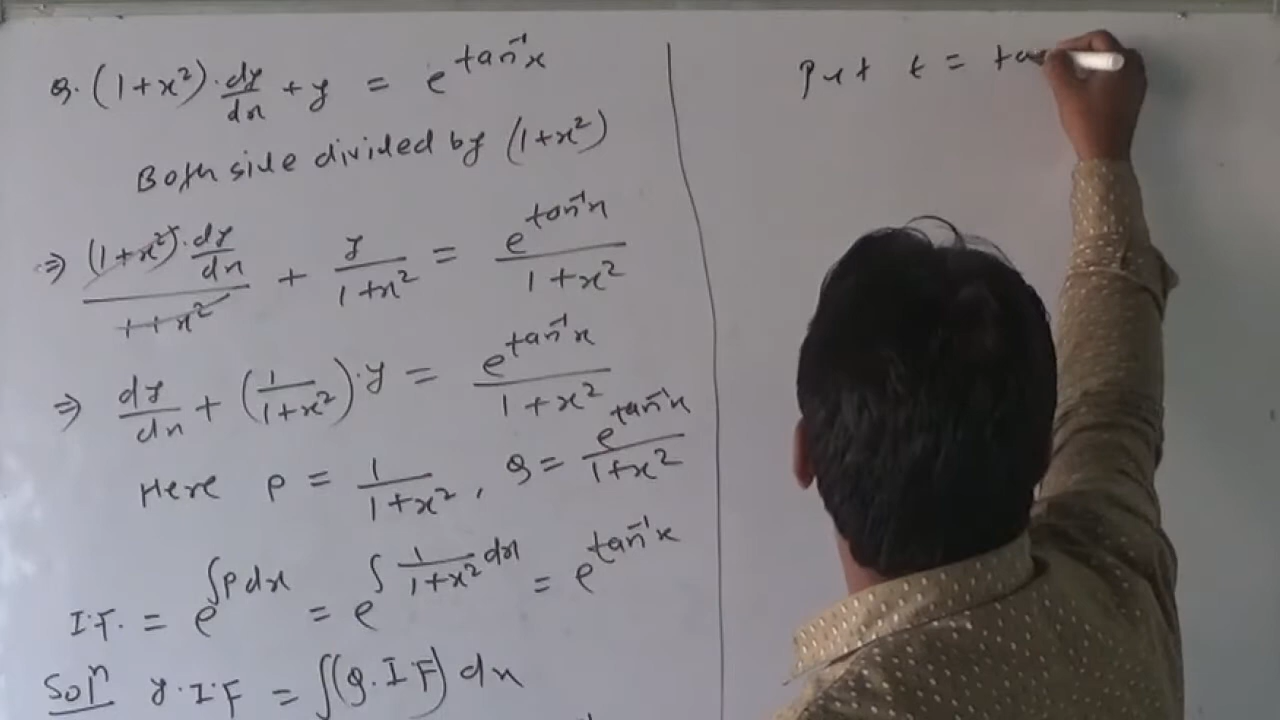 Q. (1+x²)·dy/dx + y = e^tan⁻¹x
Both side divided by (1+x²)
⇒ (1+x²)·dy/dx / 1+x² + y/1+x² = e^tan⁻¹x / 1+x²
⇒ dy/dx + (1/1+x²)·y = e^tan⁻¹x / 1+x²
Here P = 1/1+x², Q = e^tan⁻¹x / 1+x²
I.F. = e^∫Pdx = e^∫1/1+x² dx = e^tan⁻¹x
Solⁿ y·I·F = ∫(Q.I.F) dx
Put t = tan